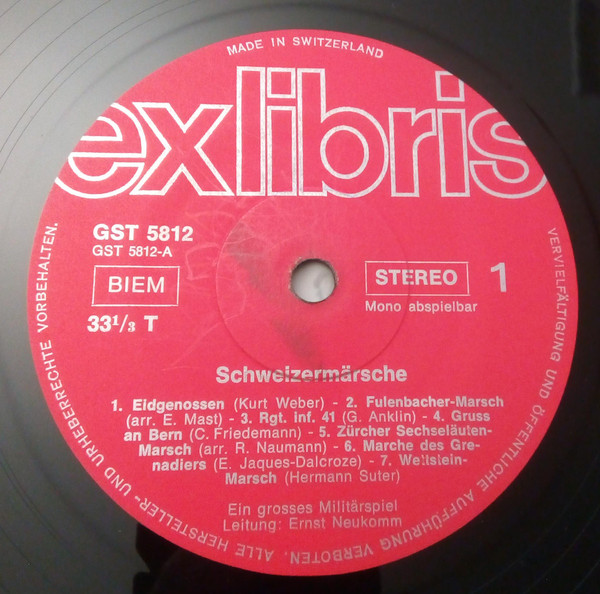 MADE IN SWITZERLAND
exlibris
GST 5812
GST 5812-A
BIEM
33¹/₃ T
STEREO
1
Mono abspielbar
Schweizermärsche
1. Eidgenossen (Kurt Weber) - 2. Fulenbacher-Marsch
(arr. E. Mast) - 3. Rgt. inf. 41 (G. Anklin) - 4. Gruss
an Bern (C. Friedemann) - 5. Zürcher Sechseläuten-
Marsch (arr. R. Naumann) - 6. Marche des Gre-
nadiers (E. Jaques-Dalcroze) - 7. Wettstein-
Marsch (Hermann Suter)
Ein grosses Militärspiel
Leitung: Ernst Neukomm
ALLE HERSTELLER- UND URHEBERRECHTE VORBEHALTEN.
VERVIELFÄLTIGUNG UND ÖFFENTLICHE AUFFÜHRUNG VERBOTEN.